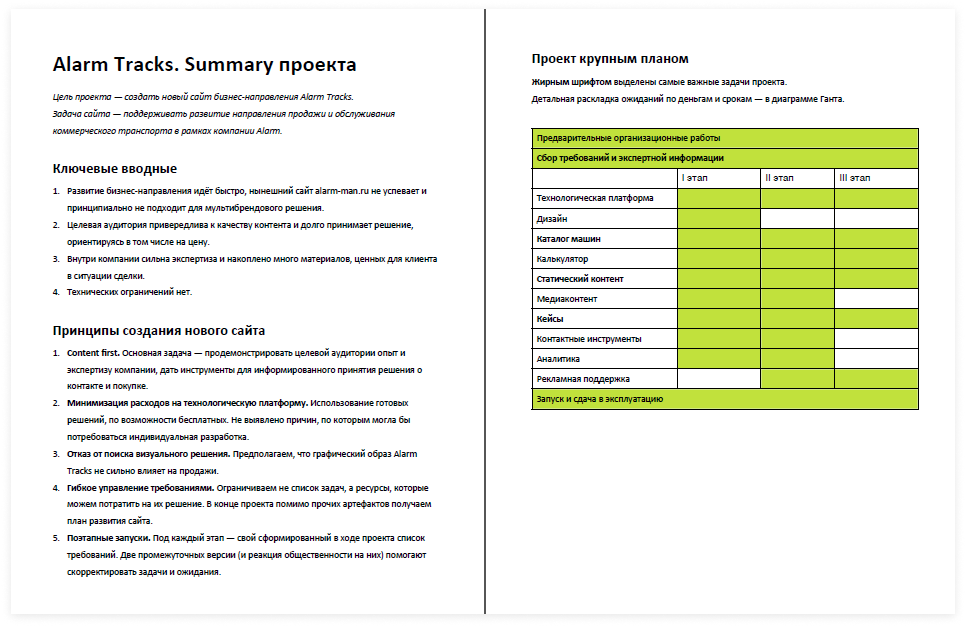 Alarm Tracks. Summary проекта
Цель проекта — создать новый сайт бизнес-направления Alarm Tracks.
Задача сайта — поддерживать развитие направления продажи и обслуживания
коммерческого транспорта в рамках компании Alarm.
Ключевые вводные
1. Развитие бизнес-направления идёт быстро, нынешний сайт alarm-man.ru не успевает и
принципиально не подходит для мультибрендового решения.
2. Целевая аудитория привередлива к качеству контента и долго принимает решение,
ориентируясь в том числе на цену.
3. Внутри компании сильна экспертиза и накоплено много материалов, ценных для клиента
в ситуации сделки.
4. Технических ограничений нет.
Принципы создания нового сайта
1. Content first. Основная задача — продемонстрировать целевой аудитории опыт и
экспертизу компании, дать инструменты для информированного принятия решения о
контакте и покупке.
2. Минимизация расходов на технологическую платформу. Использование готовых
решений, по возможности бесплатных. Не выявлено причин, по которым могла бы
потребоваться индивидуальная разработка.
3. Отказ от поиска визуального решения. Предполагаем, что графический образ Alarm
Tracks не сильно влияет на продажи.
4. Гибкое управление требованиями. Ограничиваем не список задач, а ресурсы, которые
можем потратить на их решение. В конце проекта помимо прочих артефактов получаем
план развития сайта.
5. Поэтапные запуски. Под каждый этап — свой сформированный в ходе проекта список
требований. Две промежуточных версии (и реакция общественности на них) помогают
скорректировать задачи и ожидания.
Проект крупным планом
Жирным шрифтом выделены самые важные задачи проекта.
Детальная раскладка ожиданий по деньгам и срокам — в диаграмме Ганта.
Предварительные организационные работы
Сбор требований и экспертной информации
I этап II этап III этап
Технологическая платформа
Дизайн
Каталог машин
Калькулятор
Статический контент
Медиаконтент
Кейсы
Контактные инструменты
Аналитика
Рекламная поддержка
Запуск и сдача в эксплуатацию